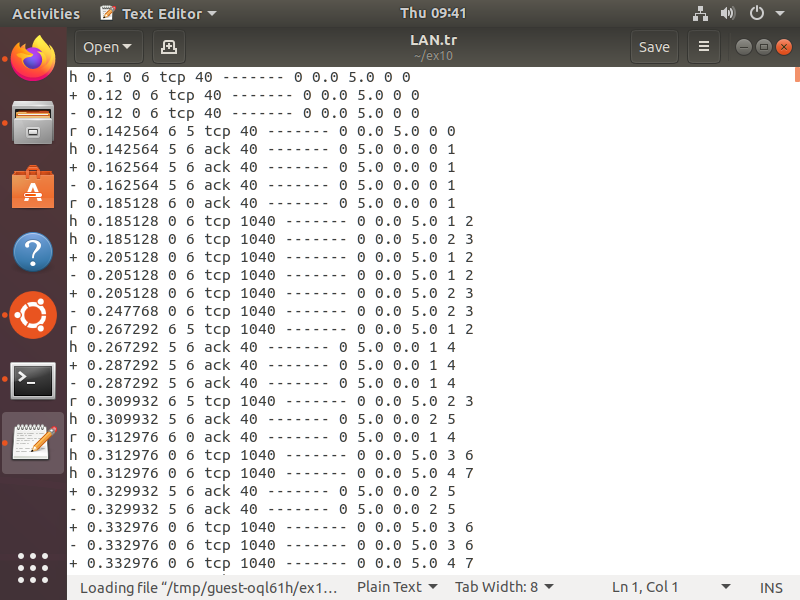 Activities Text Editor Thu 09:41
Open LAN.tr Save
~/ex10
h 0.1 0 6 tcp 40 ------- 0 0.0 5.0 0 0
+ 0.12 0 6 tcp 40 ------- 0 0.0 5.0 0 0
- 0.12 0 6 tcp 40 ------- 0 0.0 5.0 0 0
r 0.142564 6 5 tcp 40 ------- 0 0.0 5.0 0 0
h 0.142564 5 6 ack 40 ------- 0 5.0 0.0 0 1
+ 0.162564 5 6 ack 40 ------- 0 5.0 0.0 0 1
- 0.162564 5 6 ack 40 ------- 0 5.0 0.0 0 1
r 0.185128 6 0 ack 40 ------- 0 5.0 0.0 0 1
h 0.185128 0 6 tcp 1040 ------- 0 0.0 5.0 1 2
h 0.185128 0 6 tcp 1040 ------- 0 0.0 5.0 2 3
+ 0.205128 0 6 tcp 1040 ------- 0 0.0 5.0 1 2
- 0.205128 0 6 tcp 1040 ------- 0 0.0 5.0 1 2
+ 0.205128 0 6 tcp 1040 ------- 0 0.0 5.0 2 3
- 0.247768 0 6 tcp 1040 ------- 0 0.0 5.0 2 3
r 0.267292 6 5 tcp 1040 ------- 0 0.0 5.0 1 2
h 0.267292 5 6 ack 40 ------- 0 5.0 0.0 1 4
+ 0.287292 5 6 ack 40 ------- 0 5.0 0.0 1 4
- 0.287292 5 6 ack 40 ------- 0 5.0 0.0 1 4
r 0.309932 6 5 tcp 1040 ------- 0 0.0 5.0 2 3
h 0.309932 5 6 ack 40 ------- 0 5.0 0.0 2 5
r 0.312976 6 0 ack 40 ------- 0 5.0 0.0 1 4
h 0.312976 0 6 tcp 1040 ------- 0 0.0 5.0 3 6
h 0.312976 0 6 tcp 1040 ------- 0 0.0 5.0 4 7
+ 0.329932 5 6 ack 40 ------- 0 5.0 0.0 2 5
- 0.329932 5 6 ack 40 ------- 0 5.0 0.0 2 5
+ 0.332976 0 6 tcp 1040 ------- 0 0.0 5.0 3 6
- 0.332976 0 6 tcp 1040 ------- 0 0.0 5.0 3 6
+ 0.332976 0 6 tcp 1040 ------- 0 0.0 5.0 4 7
Loading file “/tmp/guest-oql61h/ex1… Plain Text Tab Width: 8 Ln 1, Col 1 INS